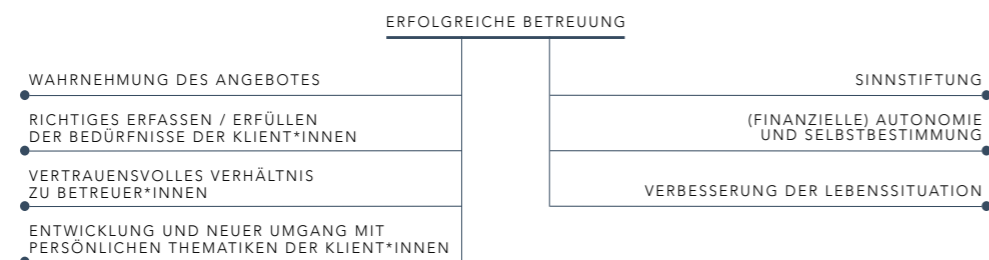 ERFOLGREICHE BETREUUNG
WAHRNEHMUNG DES ANGEBOTES
RICHTIGES ERFASSEN / ERFÜLLEN
DER BEDÜRFNISSE DER KLIENT*INNEN
VERTRAUENSVOLLES VERHÄLTNIS
ZU BETREUER*INNEN
ENTWICKLUNG UND NEUER UMGANG MIT
PERSÖNLICHEN THEMATIKEN DER KLIENT*INNEN
SINNSTIFTUNG
(FINANZIELLE) AUTONOMIE
UND SELBSTBESTIMMUNG
VERBESSERUNG DER LEBENSSITUATION